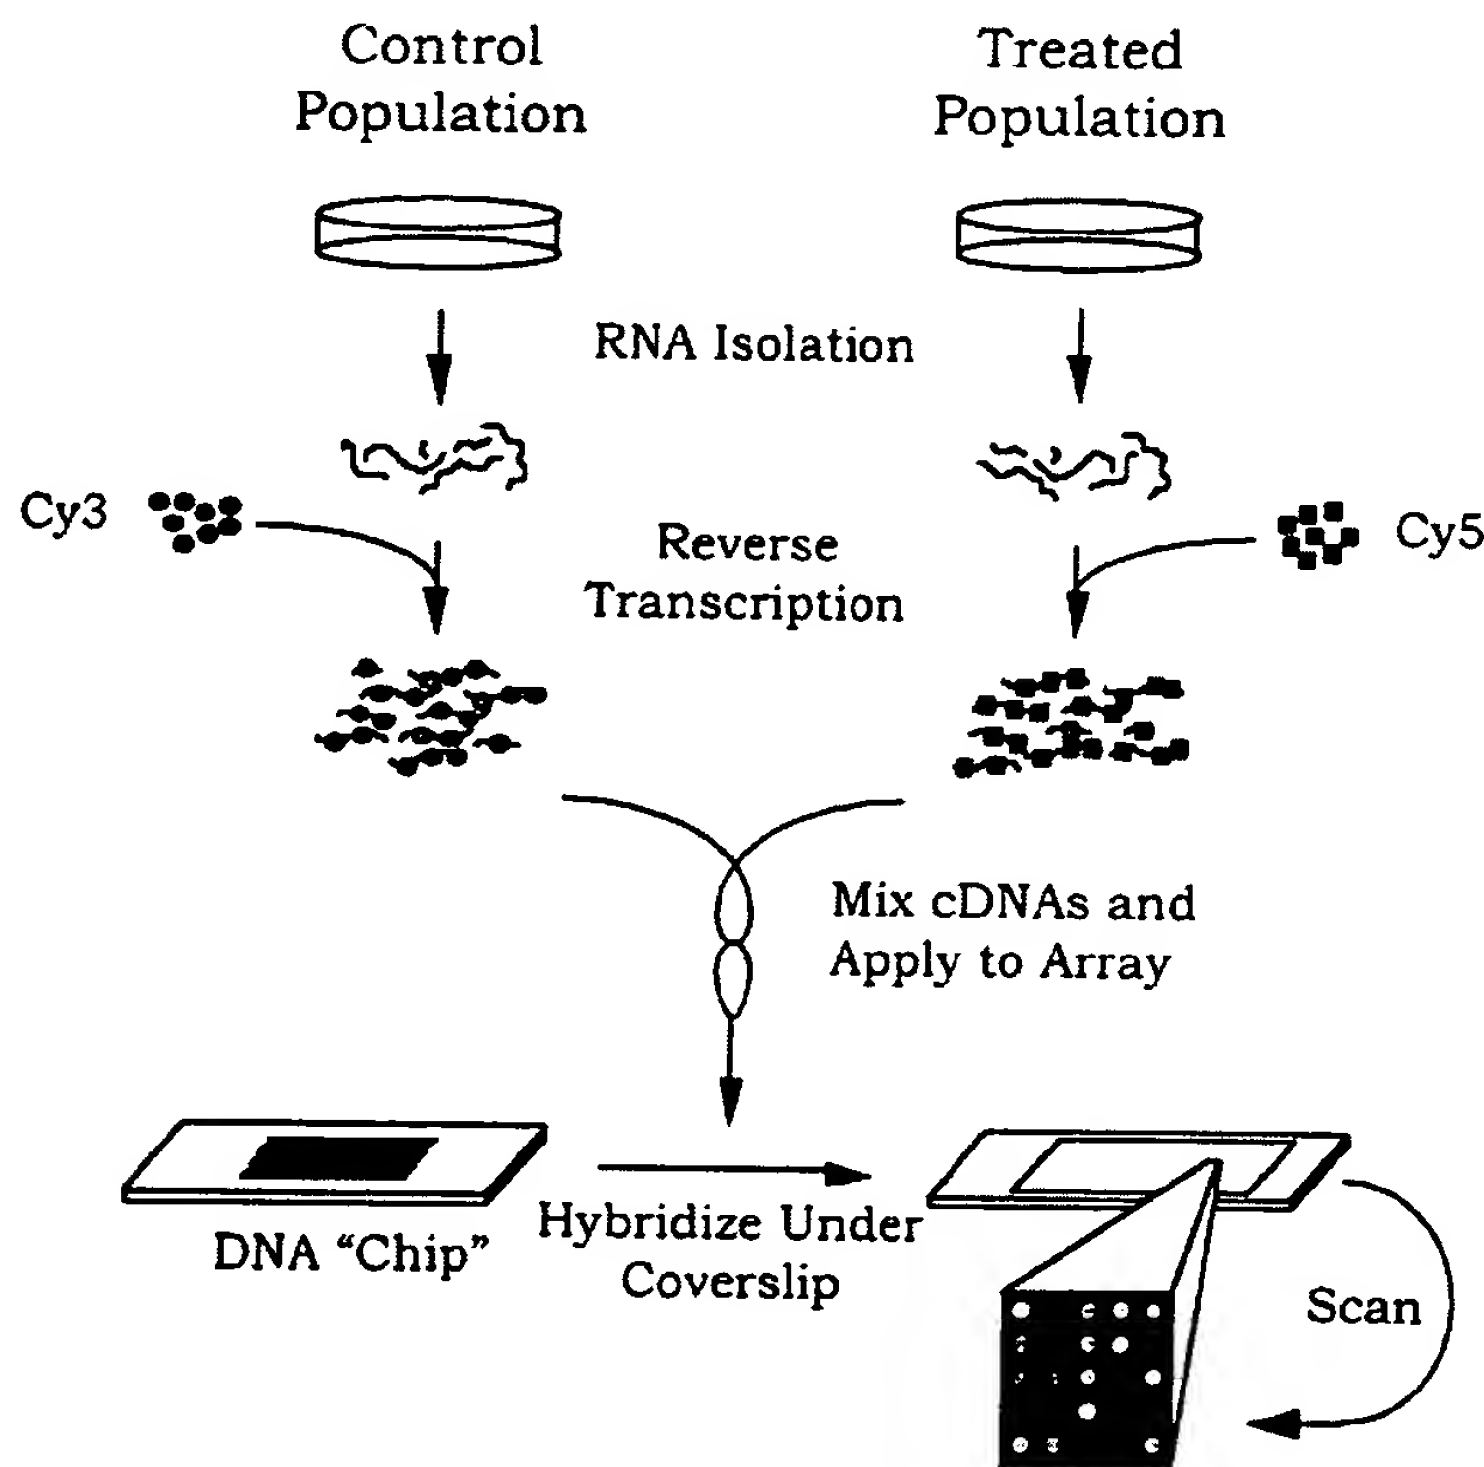 Control
Population
Treated
Population
RNA Isolation
Cy3
Reverse
Transcription
Cy5
Mix cDNAs and
Apply to Array
DNA “Chip”
Hybridize Under
Coverslip
Scan